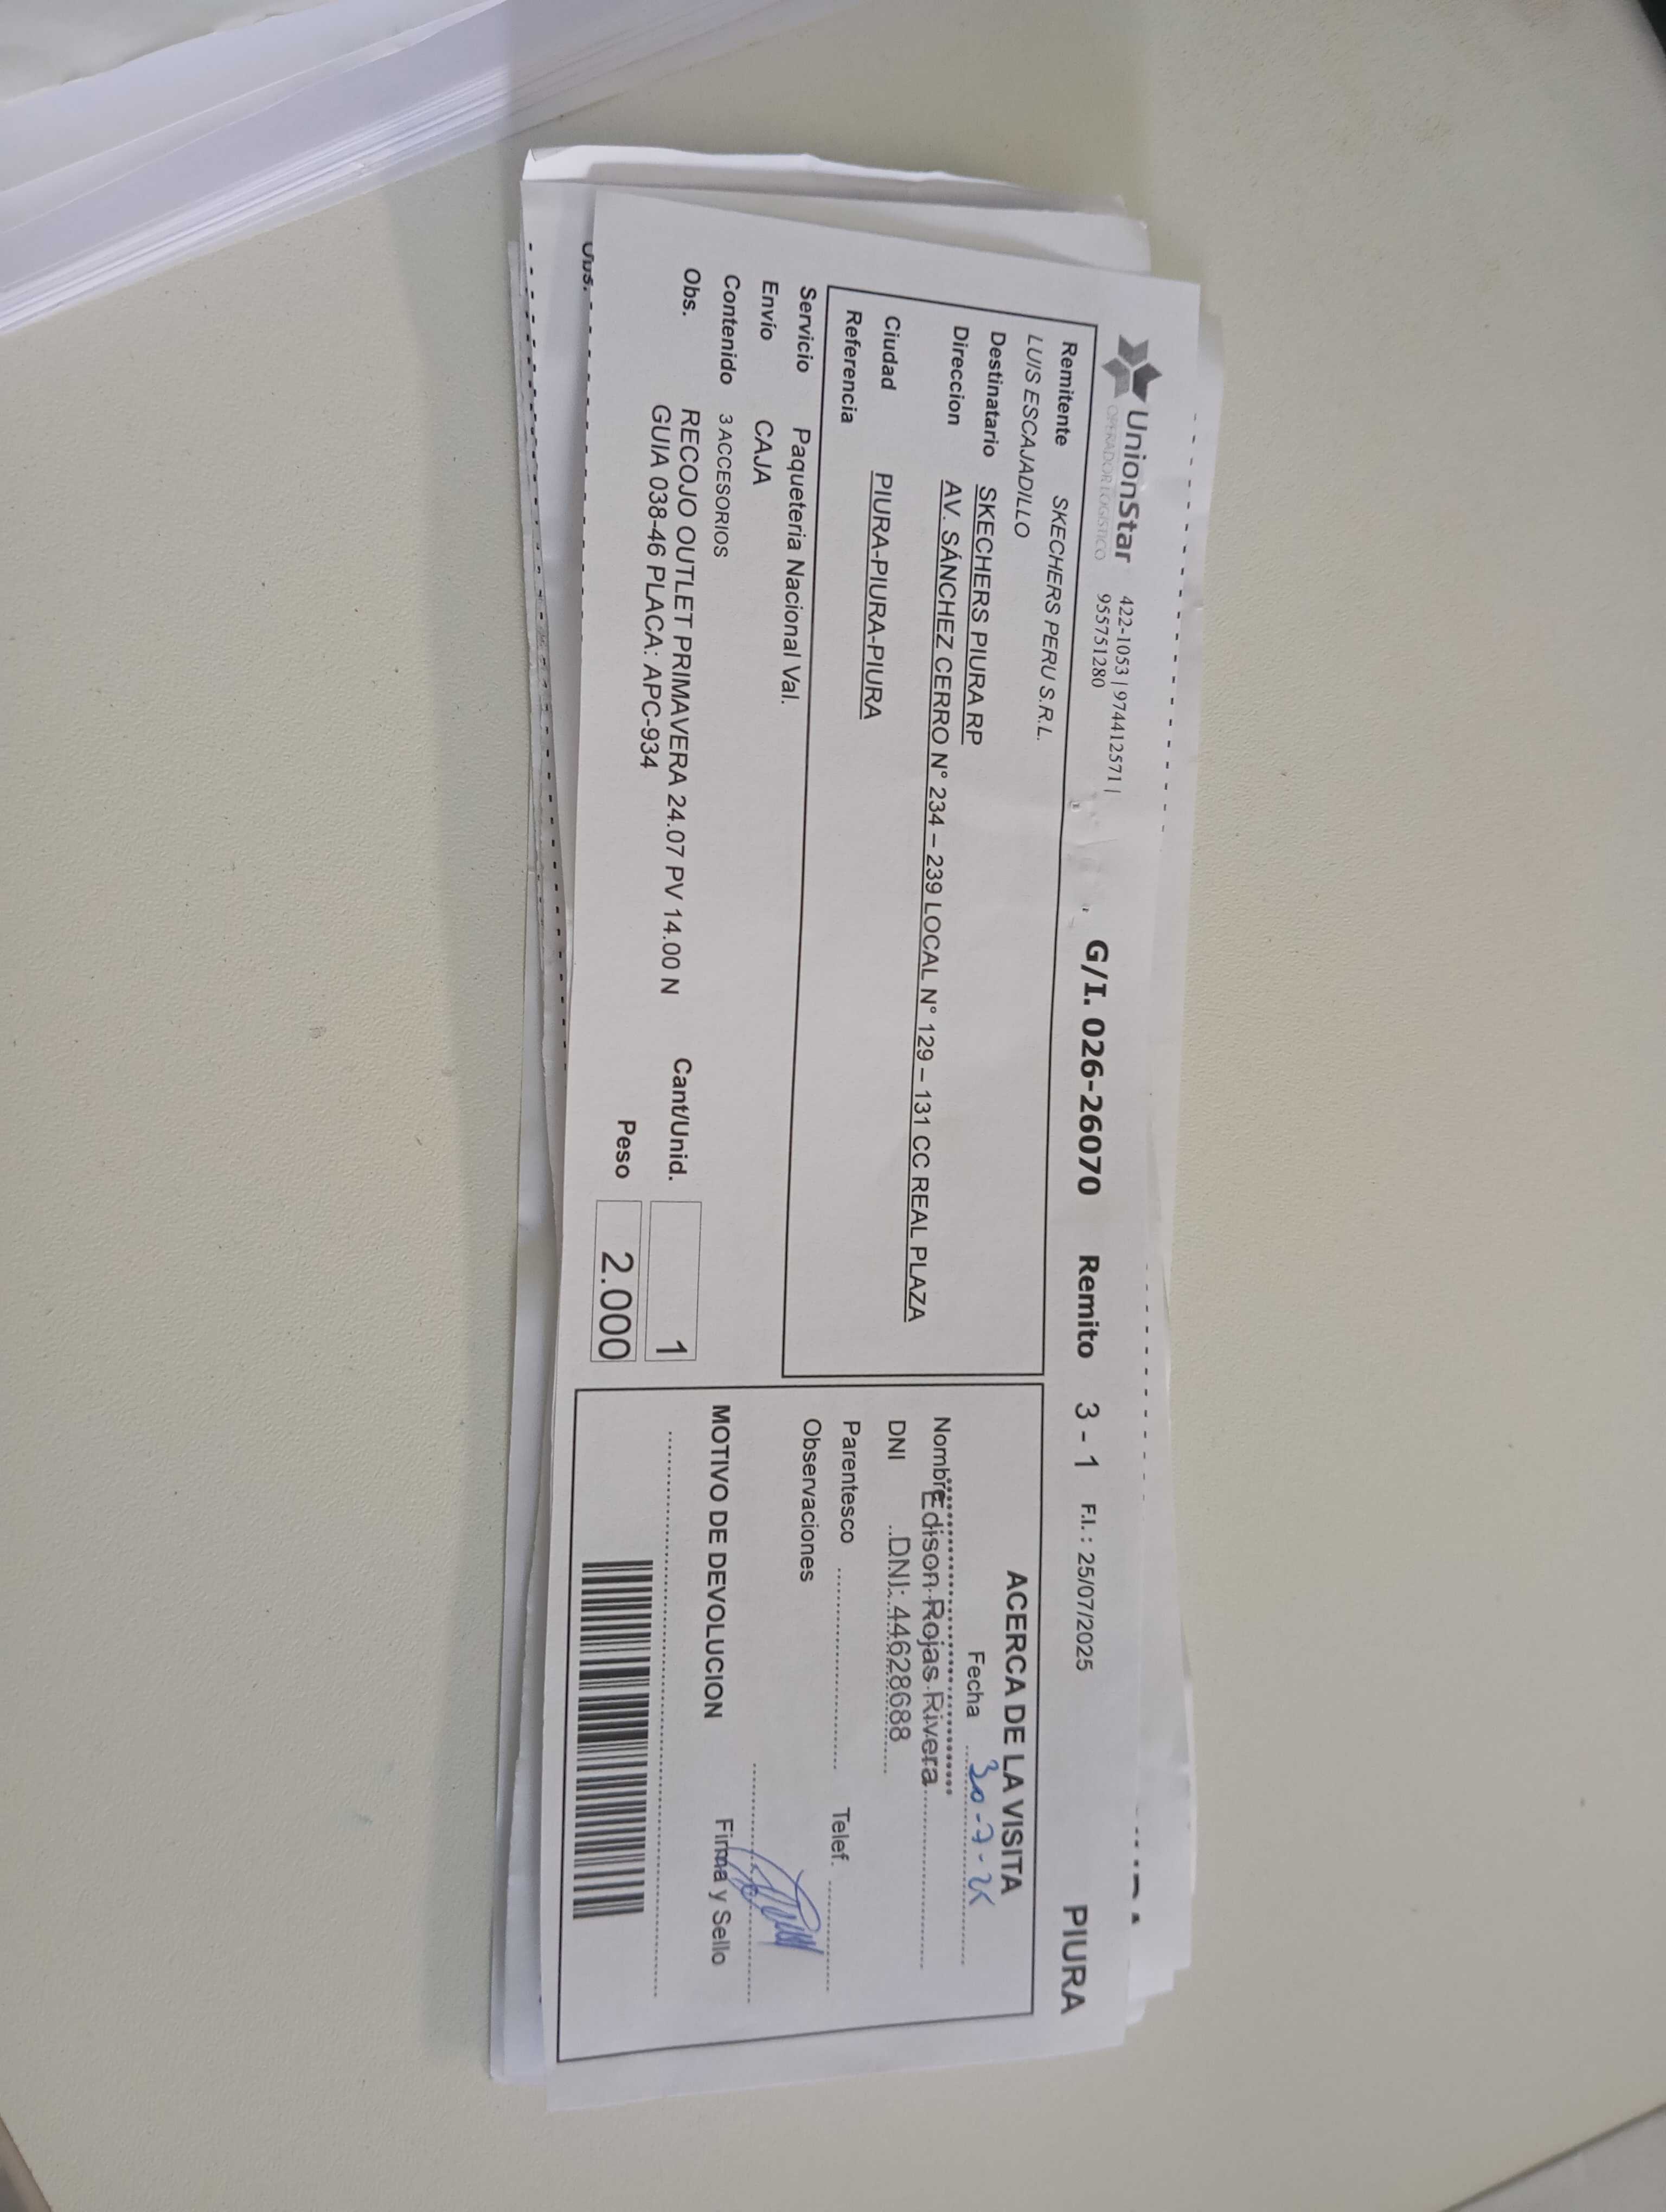 UnionStar
OPERADOR LOGÍSTICO
422-1053 | 974412571 |
955751280
G/I. 026-26070 Remito 3 - 1 F.I. : 25/07/2025 PIURA
Remitente SKECHERS PERU S.R.L.
LUIS ESCAJADILLO
Destinatario SKECHERS PIURA RP
Direccion AV. SÁNCHEZ CERRO N° 234 – 239 LOCAL N° 129 – 131 CC REAL PLAZA
Ciudad PIURA-PIURA-PIURA
Referencia
Servicio Paqueteria Nacional Val.
Envío CAJA
Contenido 3 ACCESORIOS
Obs. RECOJO OUTLET PRIMAVERA 24.07 PV 14.00 N
GUIA 038-46 PLACA: APC-934
Cant/Unid. 1
Peso 2.000
ACERCA DE LA VISITA
Fecha 30-7-25
Nombre Edison Rojas Rivera
DNI DNI: 44628688
Parentesco Telef.
Observaciones
MOTIVO DE DEVOLUCION Firma y Sello
Obs.